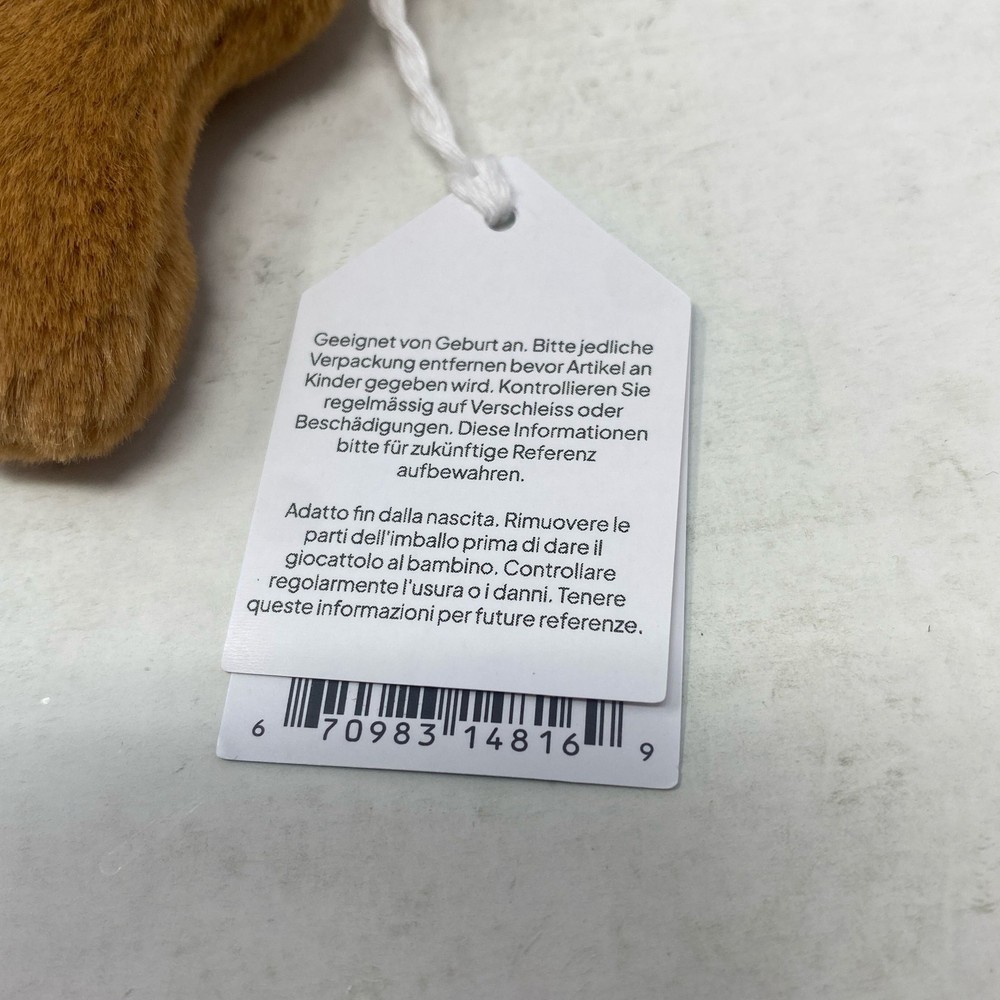 Geeignet von Geburt an. Bitte jedliche
Verpackung entfernen bevor Artikel an
Kinder gegeben wird. Kontrollieren Sie
regelmässig auf Verschleiss oder
Beschädigungen. Diese Informationen
bitte für zukünftige Referenz
aufbewahren.
Adatto fin dalla nascita. Rimuovere le
parti dell'imballo prima di dare il
giocattolo al bambino. Controllare
regolarmente l'usura o i danni. Tenere
queste informazioni per future referenze.
6 70983 14816 9